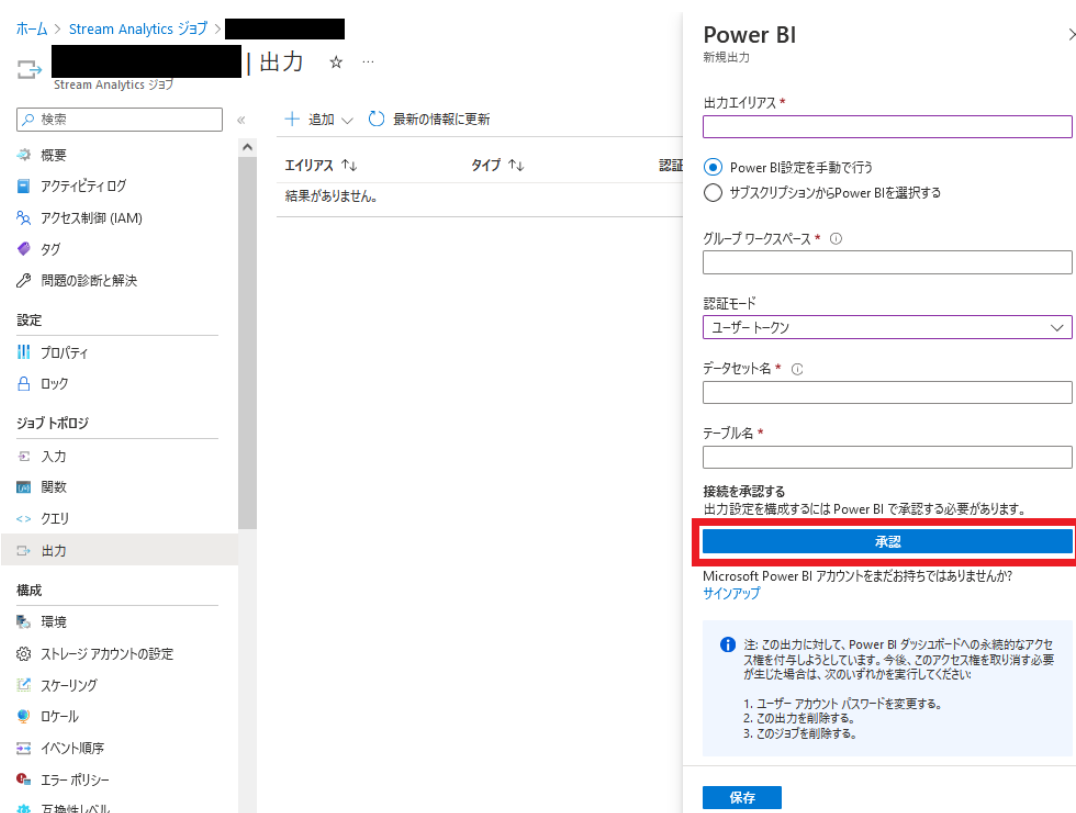 ホーム > Stream Analytics ジョブ >
| 出力 ☆ …
Stream Analytics ジョブ
検索 «
概要
アクティビティ ログ
アクセス制御 (IAM)
タグ
問題の診断と解決
設定
プロパティ
ロック
ジョブ トポロジ
入力
関数
クエリ
出力
構成
環境
ストレージ アカウントの設定
スケーリング
ロケール
イベント順序
エラー ポリシー
互換性レベル
追加 最新の情報に更新
エイリアス ↑↓ タイプ ↑↓ 認証
結果がありません。
Power BI
新規出力
出力エイリアス *
Power BI設定を手動で行う
サブスクリプションからPower BIを選択する
グループ ワークスペース *
認証モード
ユーザー トークン
データセット名 *
テーブル名 *
接続を承認する
出力設定を構成するには Power BI で承認する必要があります。
承認
Microsoft Power BI アカウントをまだお持ちではありませんか?
サインアップ
注: この出力に対して、Power BI ダッシュボードへの永続的なアクセ
ス権を付与しようとしています。今後、このアクセス権を取り消す必要
が生じた場合は、次のいずれかを実行してください:
1. ユーザー アカウント パスワードを変更する。
2. この出力を削除する。
3. このジョブを削除する。
保存